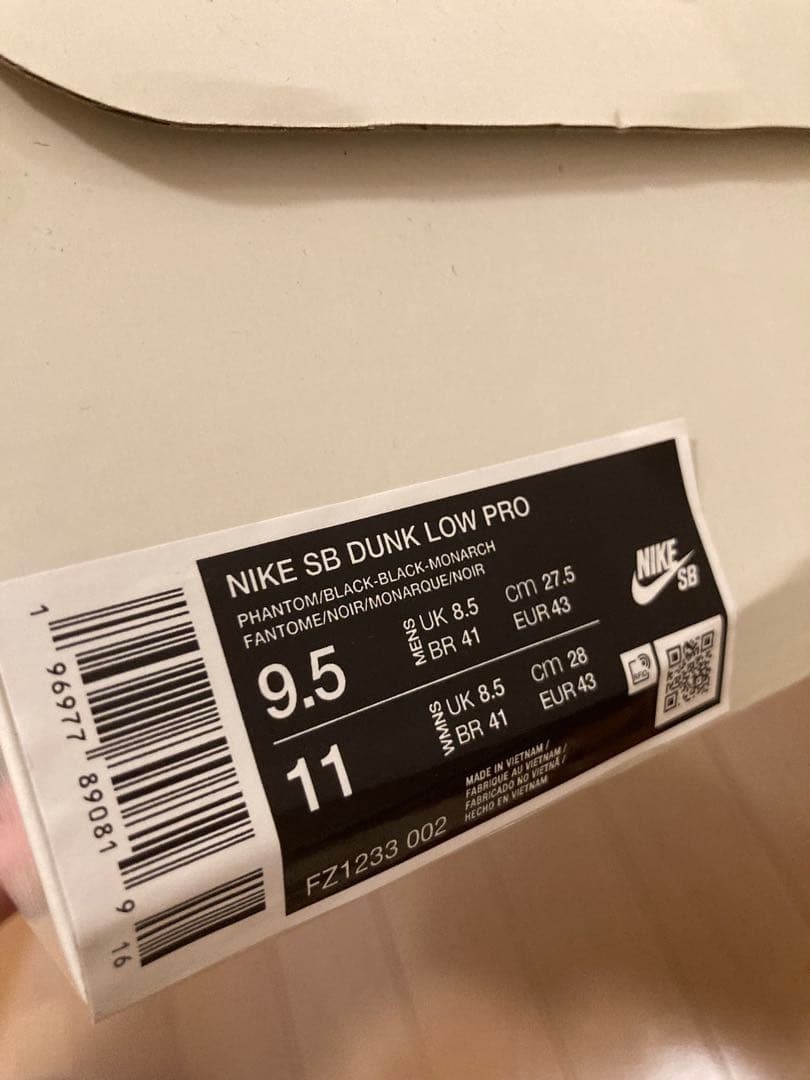 NIKE SB DUNK LOW PRO
PHANTOM/BLACK-BLACK-MONARCH
FANTOME/NOIR/MONARQUE/NOIR
9.5
MENS
UK 8.5 cm 27.5
BR 41 EUR 43
11
WMNS
UK 8.5 cm 28
BR 41 EUR 43
MADE IN VIETNAM /
FABRIQUE AU VIETNAM /
FABRICADO NO VIETNÃ /
HECHO EN VIETNAM
FZ1233 002
NIKE
SB
NFC
1 96977 89081 9 16